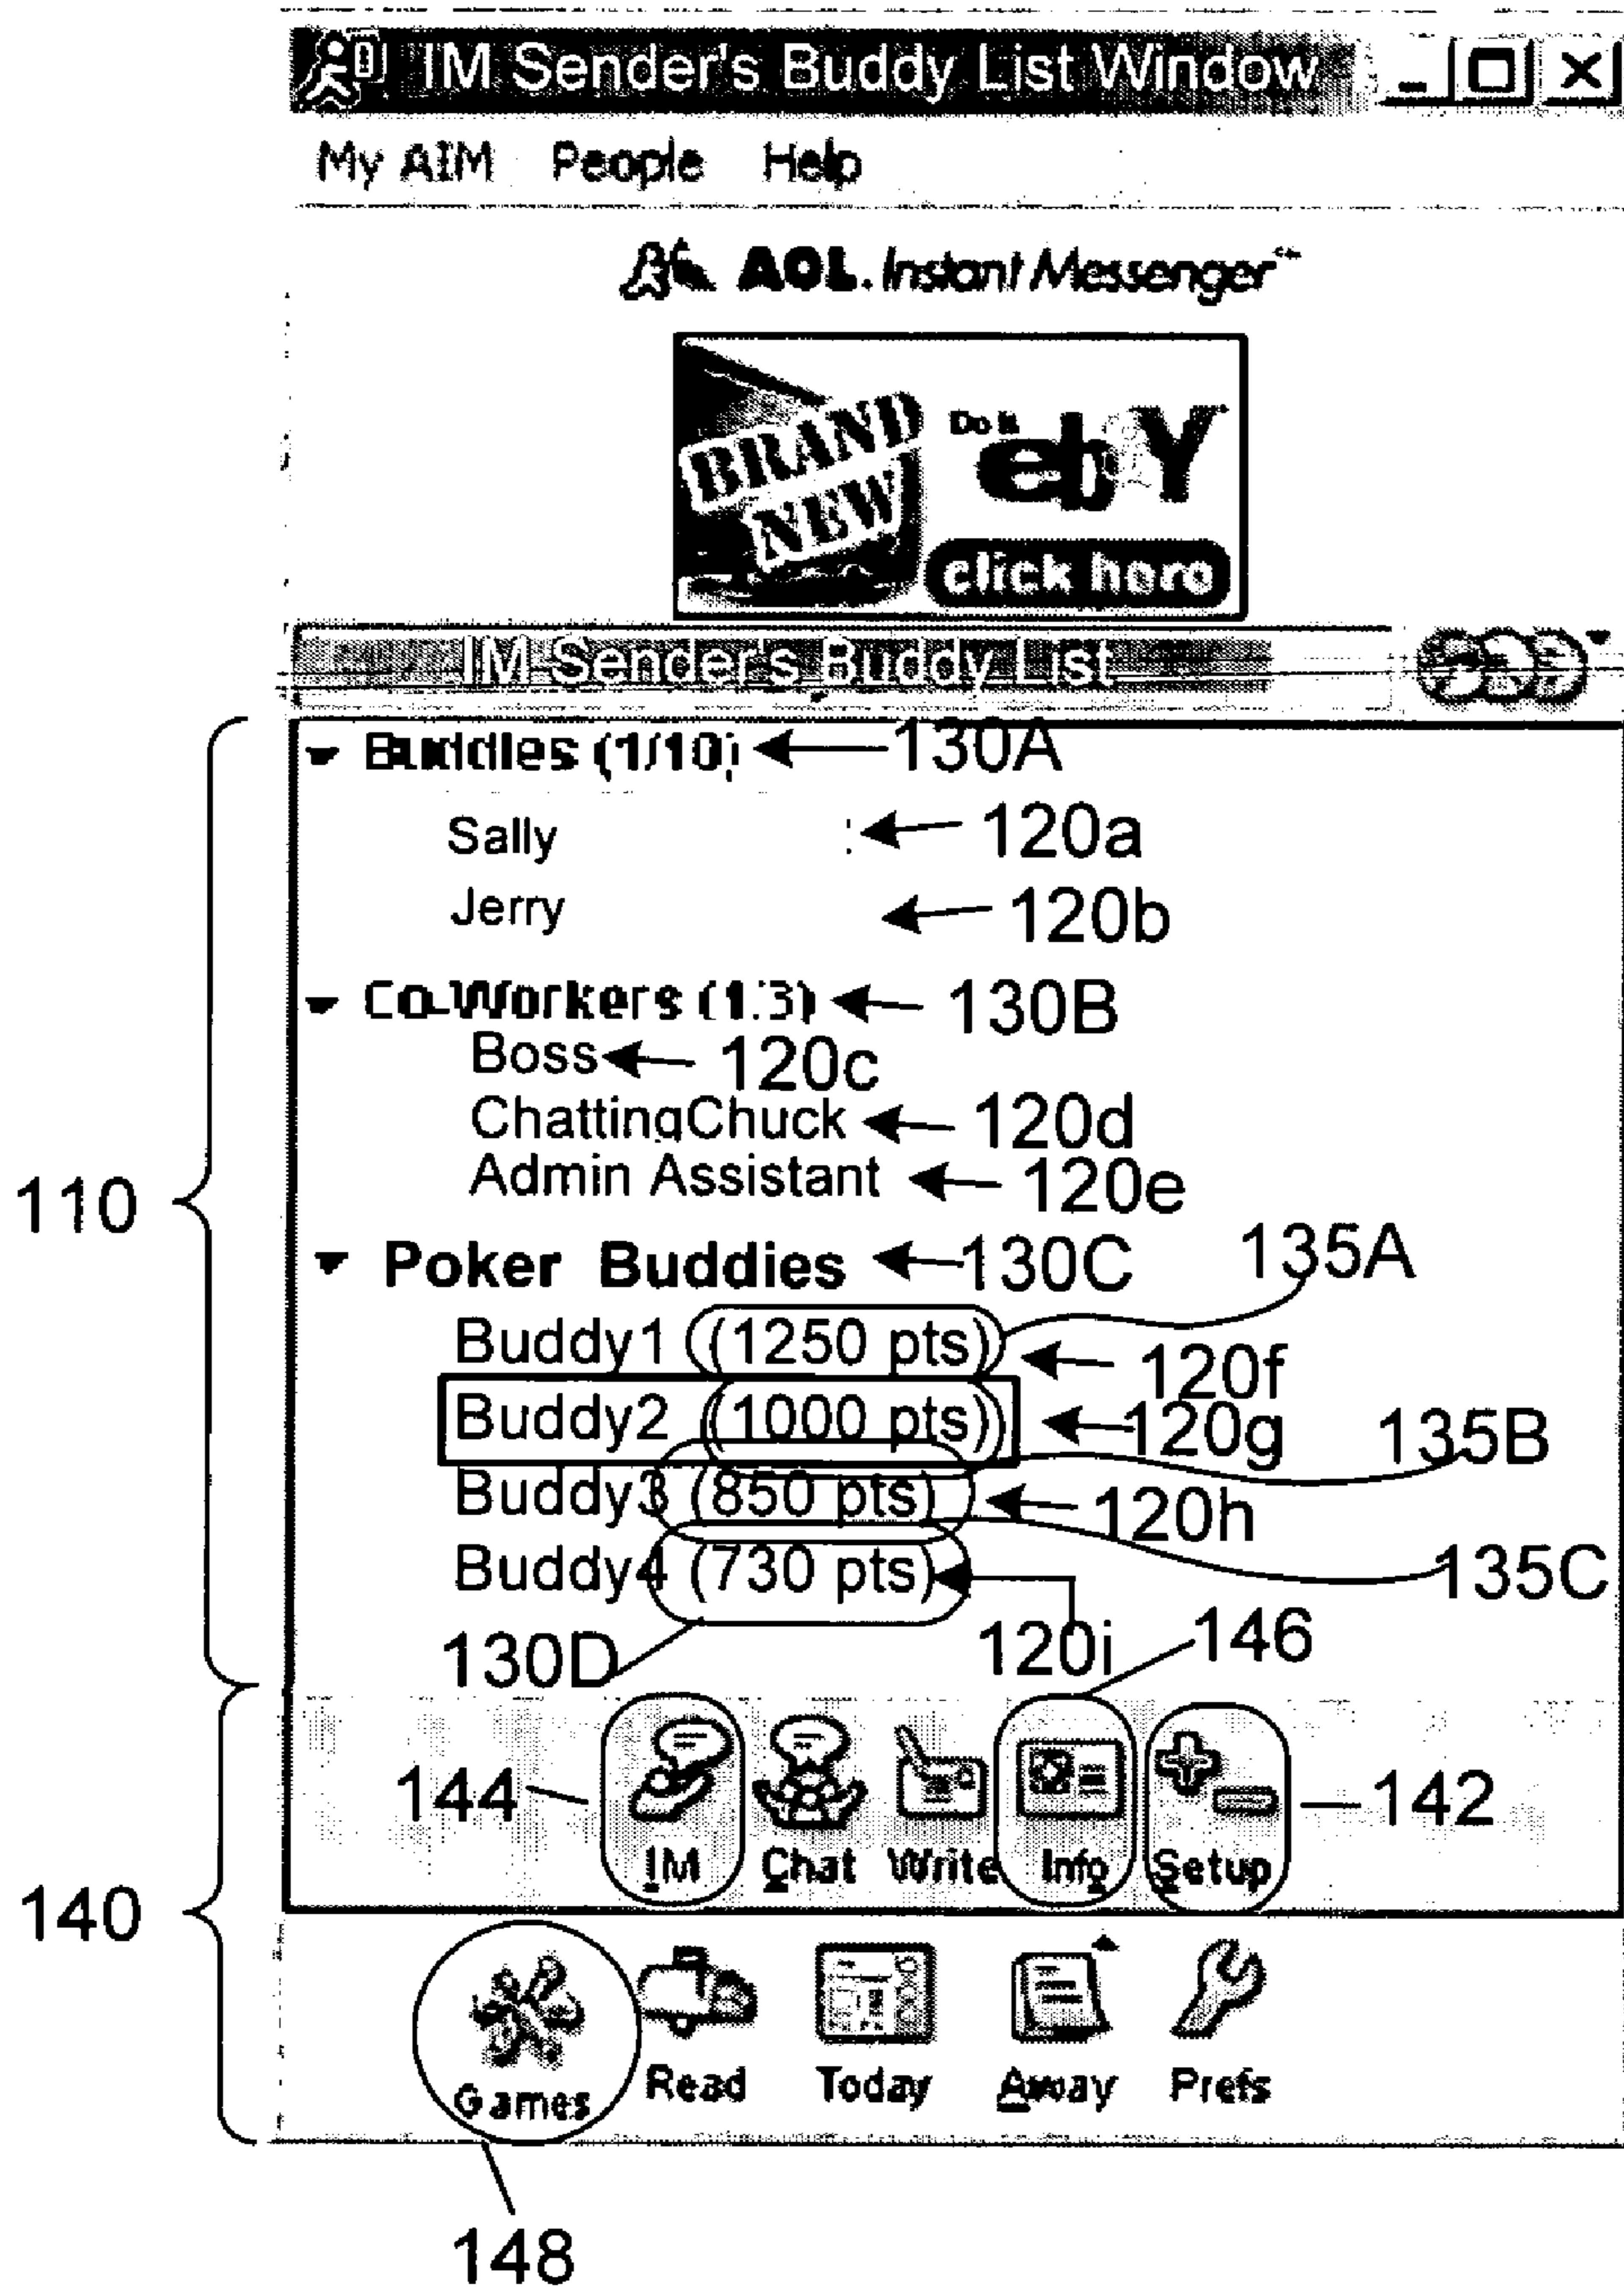 IM Sender's Buddy List Window
My AIM People Help
AOL Instant Messenger™
BRAND NEW
Do it
ebY
click here
IM Sender's Buddy List
Buddies (1/10) 130A
Sally 120a
Jerry 120b
Co-Workers (1/3) 130B
Boss 120c
ChattingChuck 120d
Admin Assistant 120e
110
Poker Buddies 130C 135A
Buddy1 (1250 pts) 120f
Buddy2 (1000 pts) 120g 135B
Buddy3 (850 pts) 120h
Buddy4 (730 pts) 135C
130D 120i 146
144 142
IM Chat Write Info Setup
140
Games Read Today Away Prefs
148